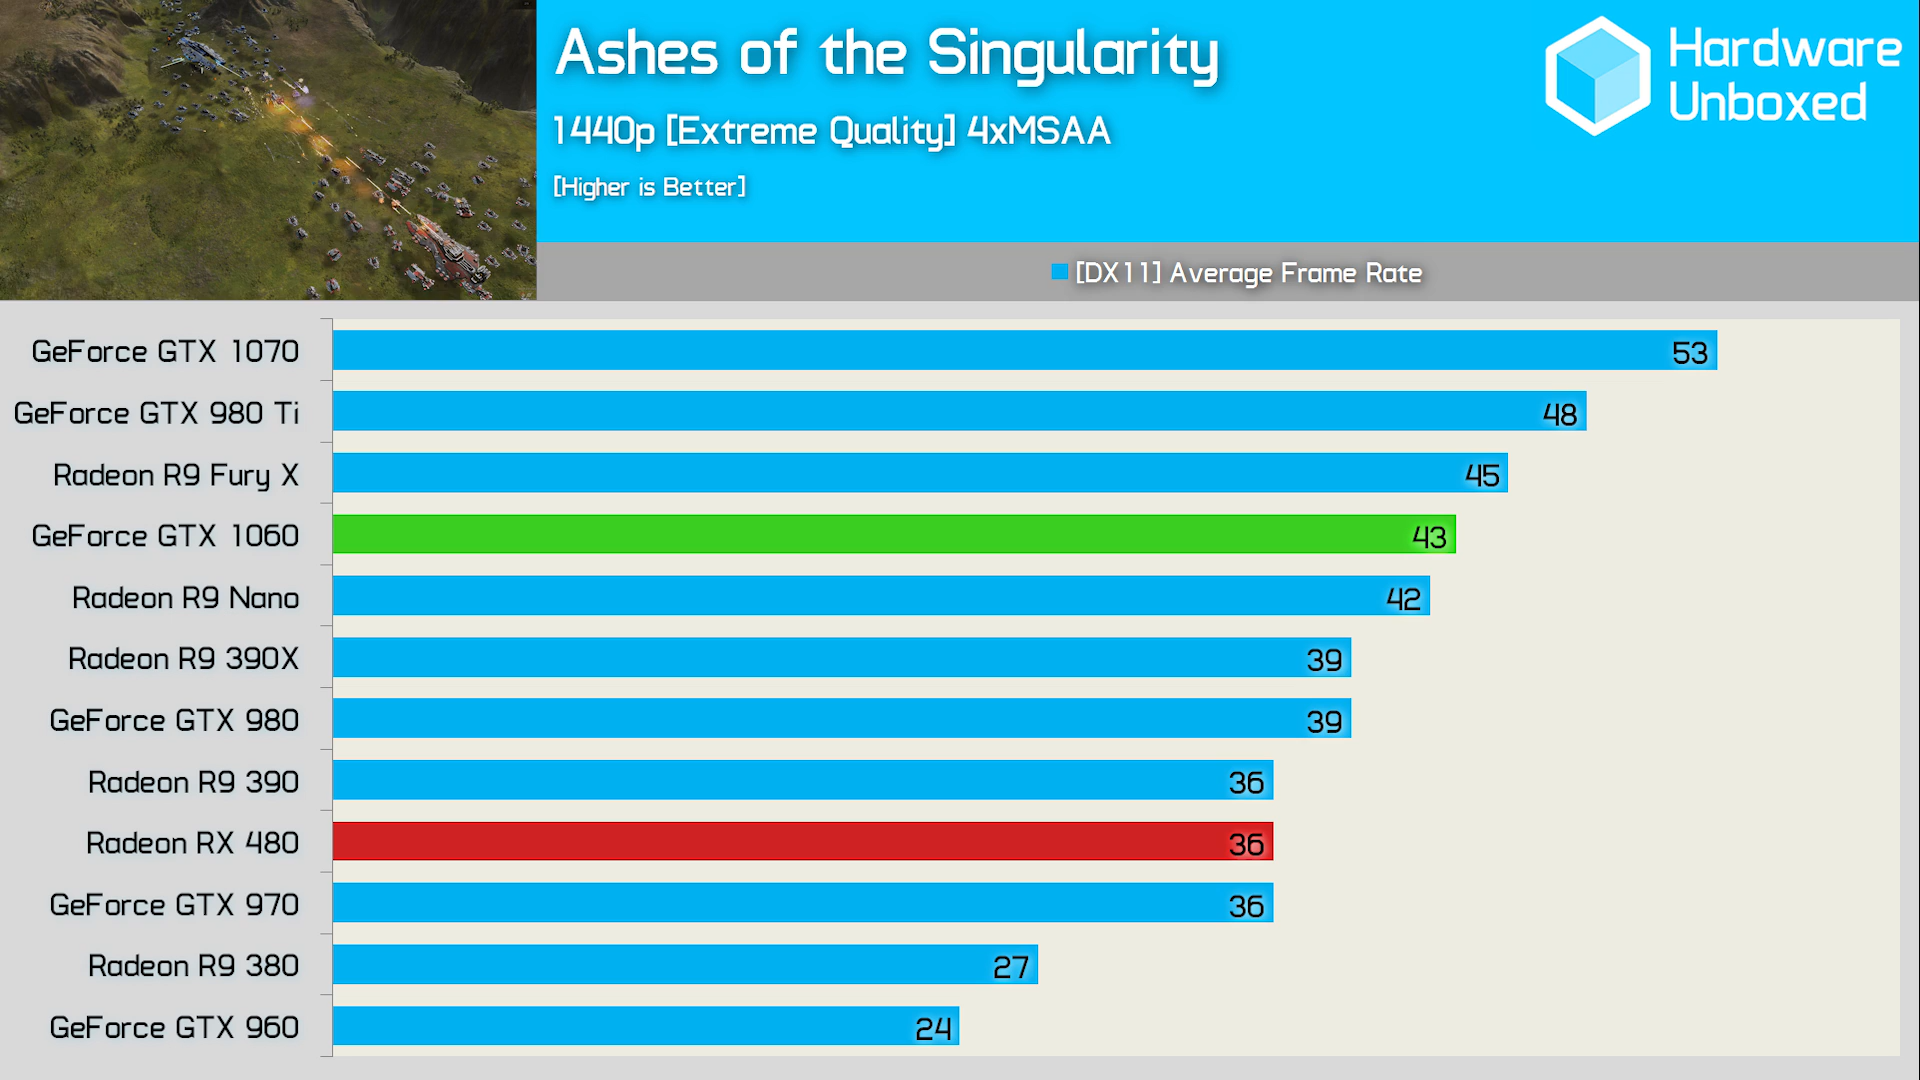 Ashes of the Singularity
1440p [Extreme Quality] 4xMSAA
[Higher is Better]
Hardware
Unboxed
[DX11] Average Frame Rate
GeForce GTX 1070 53
GeForce GTX 980 Ti 48
Radeon R9 Fury X 45
GeForce GTX 1060 43
Radeon R9 Nano 42
Radeon R9 390X 39
GeForce GTX 980 39
Radeon R9 390 36
Radeon RX 480 36
GeForce GTX 970 36
Radeon R9 380 27
GeForce GTX 960 24